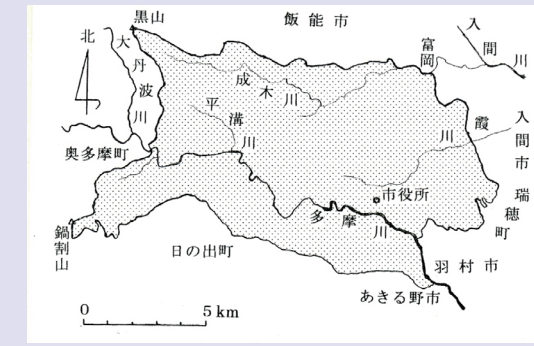 黒山
飯能市
入間川
富岡
北
大丹波川
成木川
平溝川
霞川
入間市
奥多摩町
市役所
瑞穂町
多摩川
鍋割山
日の出町
羽村市
あきる野市
0 5 km